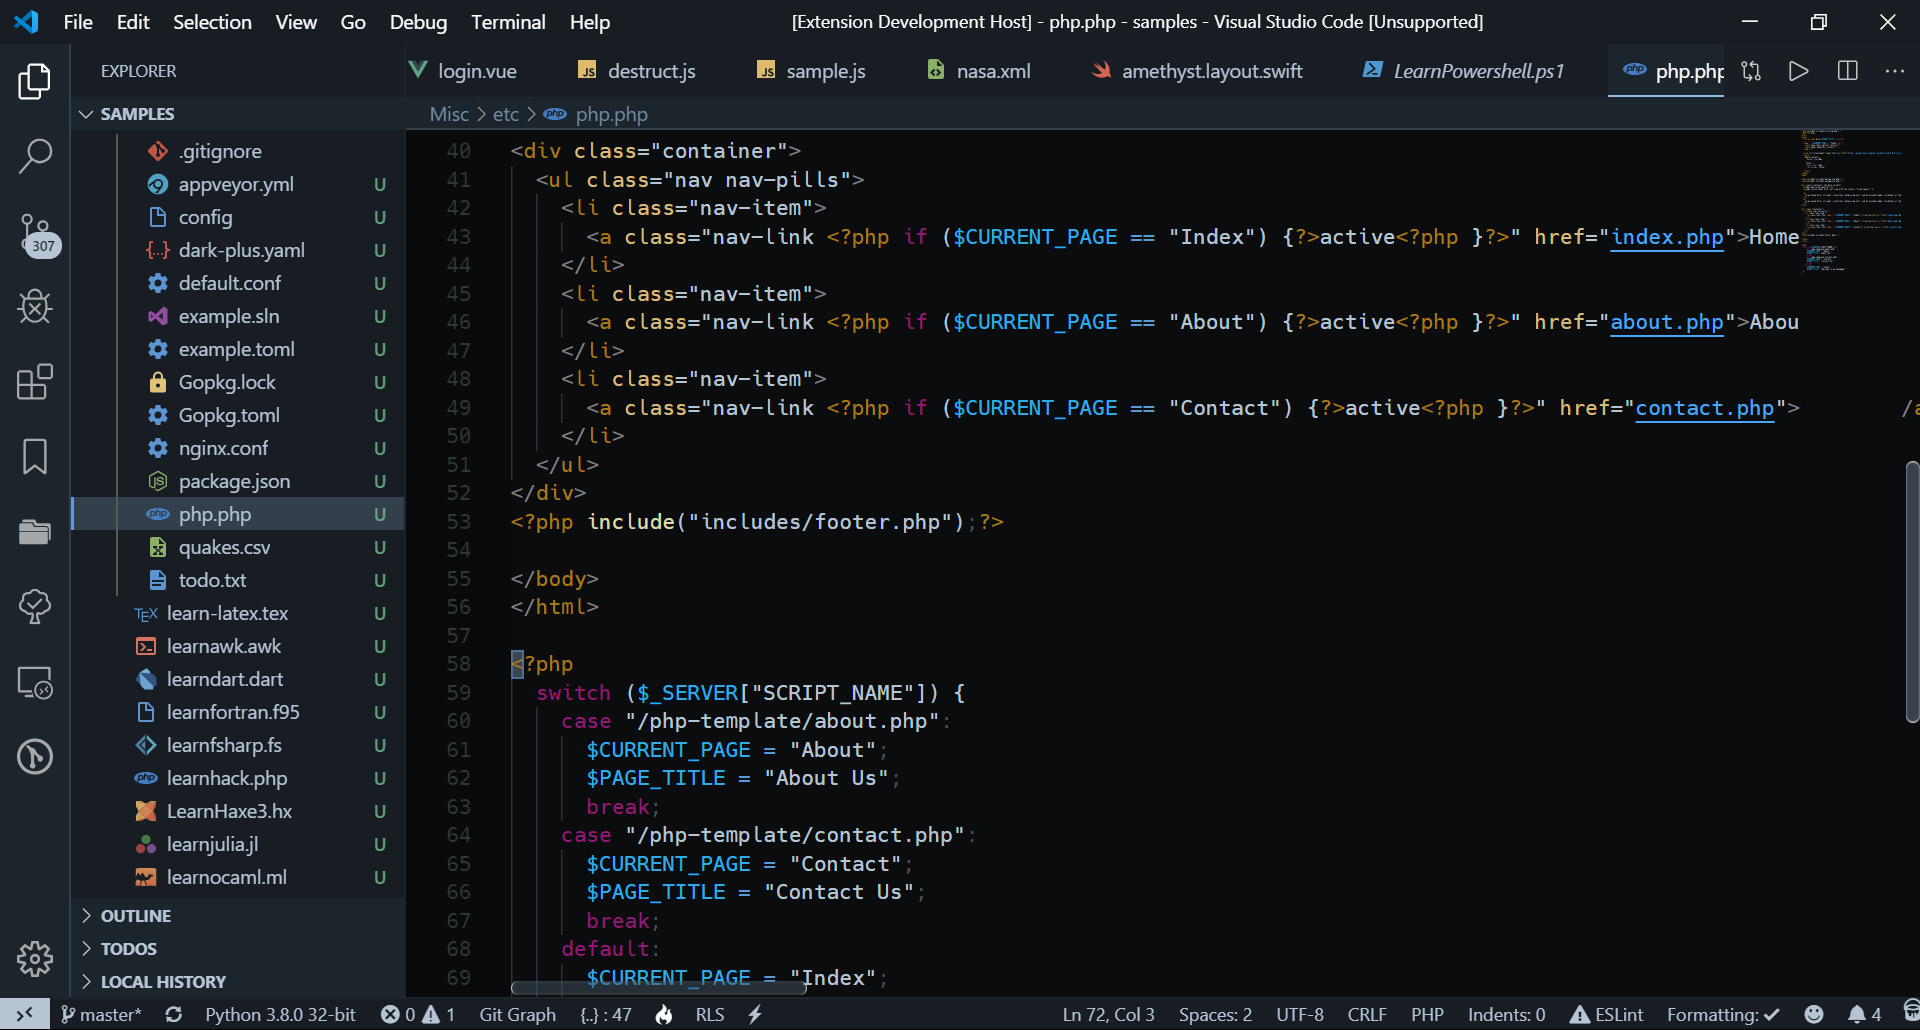 File Edit Selection View Go Debug Terminal Help
[Extension Development Host] - php.php - samples - Visual Studio Code [Unsupported]
EXPLORER
login.vue
JS destruct.js
JS sample.js
nasa.xml
amethyst.layout.swift
LearnPowershell.ps1
php php.php
SAMPLES
Misc > etc > php php.php
.gitignore
appveyor.yml U
config U
dark-plus.yaml U
default.conf U
example.sln U
example.toml U
Gopkg.lock U
Gopkg.toml U
nginx.conf U
package.json U
php php.php U
quakes.csv U
todo.txt U
TEX learn-latex.tex U
learnawk.awk U
learndart.dart U
learnfortran.f95 U
learnfsharp.fs U
php learnhack.php U
LearnHaxe3.hx U
learnjulia.jl U
learnocaml.ml U
OUTLINE
TODOS
LOCAL HISTORY
307
40 <div class="container">
41 <ul class="nav nav-pills">
42 <li class="nav-item">
43 <a class="nav-link <?php if ($CURRENT_PAGE == "Index") {?>active<?php }?>" href="index.php">Home
44 </li>
45 <li class="nav-item">
46 <a class="nav-link <?php if ($CURRENT_PAGE == "About") {?>active<?php }?>" href="about.php">Abou
47 </li>
48 <li class="nav-item">
49 <a class="nav-link <?php if ($CURRENT_PAGE == "Contact") {?>active<?php }?>" href="contact.php"> /a
50 </li>
51 </ul>
52 </div>
53 <?php include("includes/footer.php");?>
54
55 </body>
56 </html>
57
58 <?php
59 switch ($_SERVER["SCRIPT_NAME"]) {
60 case "/php-template/about.php":
61 $CURRENT_PAGE = "About";
62 $PAGE_TITLE = "About Us";
63 break;
64 case "/php-template/contact.php":
65 $CURRENT_PAGE = "Contact";
66 $PAGE_TITLE = "Contact Us";
67 break;
68 default:
69 $CURRENT_PAGE = "Index";
master* Python 3.8.0 32-bit 0 1 Git Graph {..} : 47 RLS Ln 72, Col 3 Spaces: 2 UTF-8 CRLF PHP Indents: 0 ESLint Formatting: ✓ 4